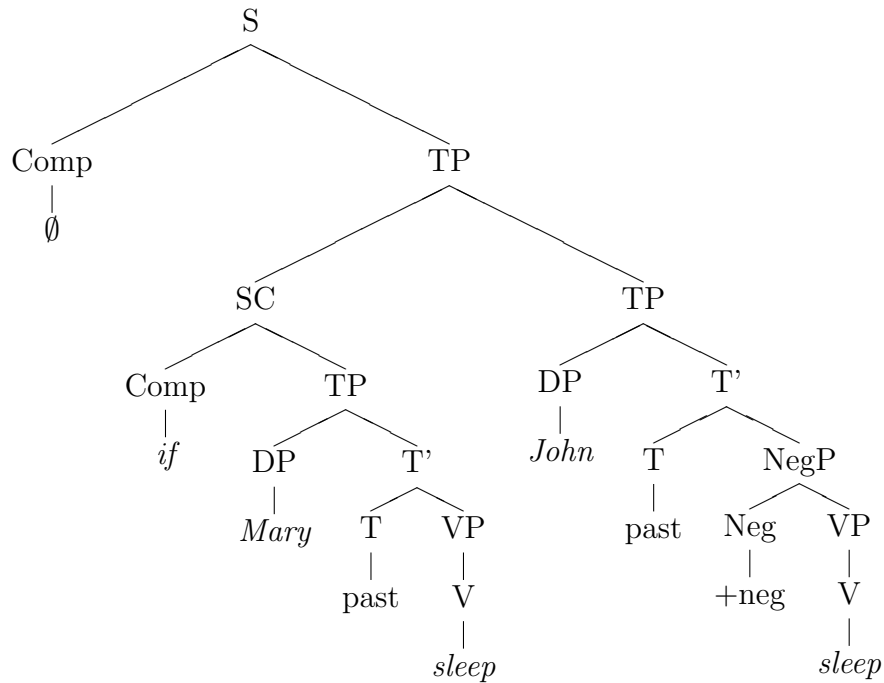 S
Comp TP
∅
SC TP
Comp TP DP T’
if DP T’ John T NegP
Mary T VP past Neg VP
past V +neg V
sleep sleep